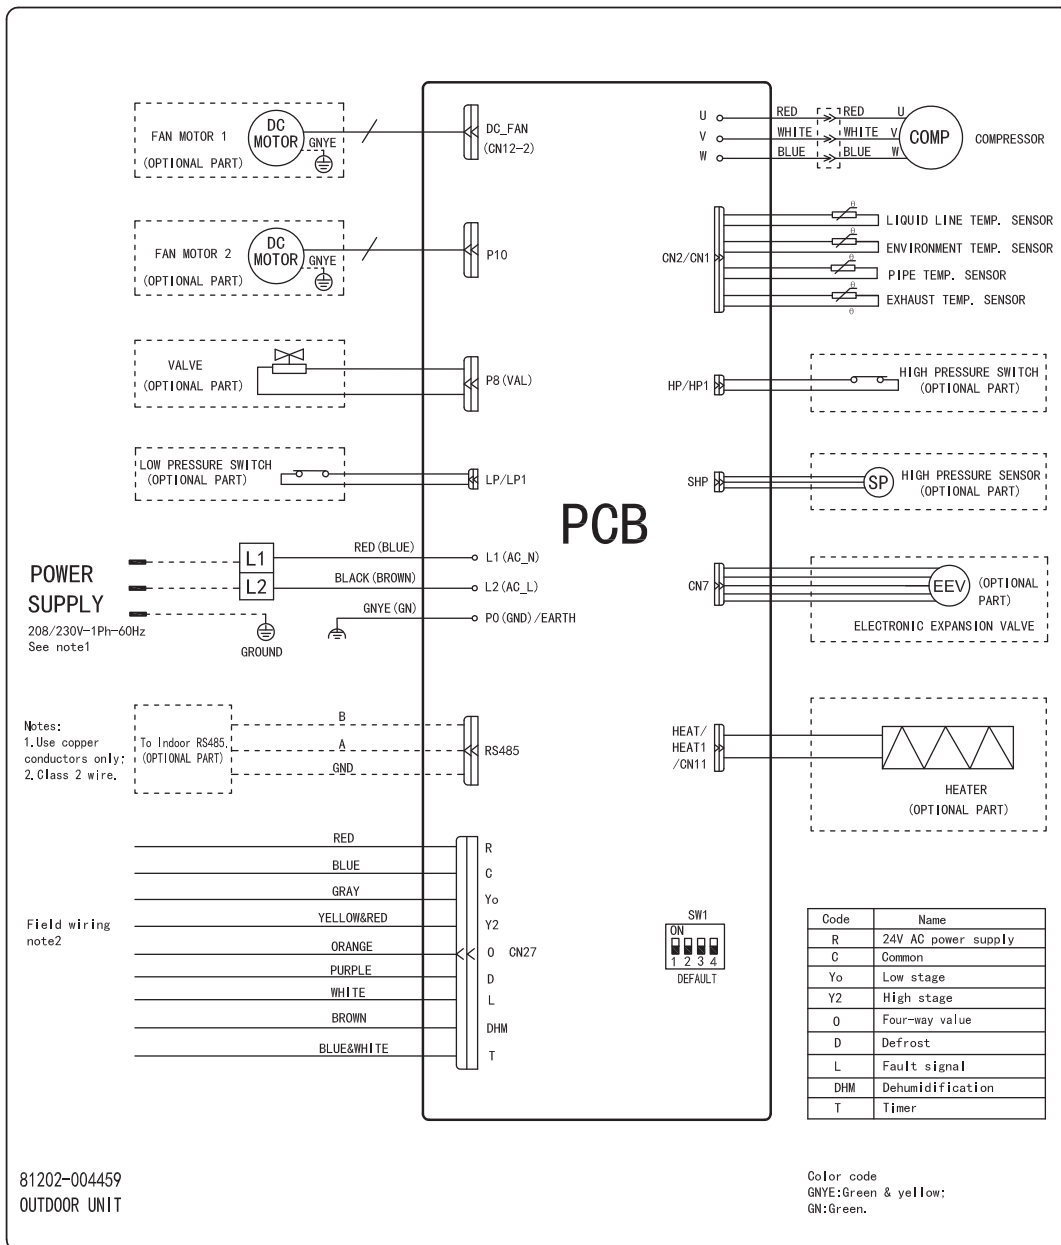 FAN MOTOR 1
(OPTIONAL PART)
DC
MOTOR
GNYE
DC_FAN
(CN12-2)
FAN MOTOR 2
(OPTIONAL PART)
DC
MOTOR
GNYE
P10
VALVE
(OPTIONAL PART)
P8(VAL)
LOW PRESSURE SWITCH
(OPTIONAL PART)
LP/LP1
POWER
SUPPLY
208/230V-1Ph-60Hz
See note1
L1
L2
RED(BLUE)
BLACK(BROWN)
GNYE(GN)
GROUND
L1(AC_N)
L2(AC_L)
P0(GND)/EARTH
Notes:
1.Use copper
conductors only;
2.Class 2 wire.
To Indoor RS485.
(OPTIONAL PART)
B
A
GND
RS485
Field wiring
note2
RED
BLUE
GRAY
YELLOW&RED
ORANGE
PURPLE
WHITE
BROWN
BLUE&WHITE
R
C
Yo
Y2
O CN27
D
L
DHM
T
PCB
U RED RED U
V WHITE WHITE V
W BLUE BLUE W
COMP
COMPRESSOR
CN2/CN1
θ
LIQUID LINE TEMP. SENSOR
θ
ENVIRONMENT TEMP. SENSOR
θ
PIPE TEMP. SENSOR
θ
EXHAUST TEMP. SENSOR
θ
HP/HP1
HIGH PRESSURE SWITCH
(OPTIONAL PART)
SHP
SP
HIGH PRESSURE SENSOR
(OPTIONAL PART)
CN7
EEV
(OPTIONAL
PART)
ELECTRONIC EXPANSION VALVE
HEAT/
HEAT1
/CN11
HEATER
(OPTIONAL PART)
SW1
ON
1 2 3 4
DEFAULT
Code Name
R 24V AC power supply
C Common
Yo Low stage
Y2 High stage
O Four-way value
D Defrost
L Fault signal
DHM Dehumidification
T Timer
81202-004459
OUTDOOR UNIT
Color code
GNYE:Green & yellow;
GN:Green.